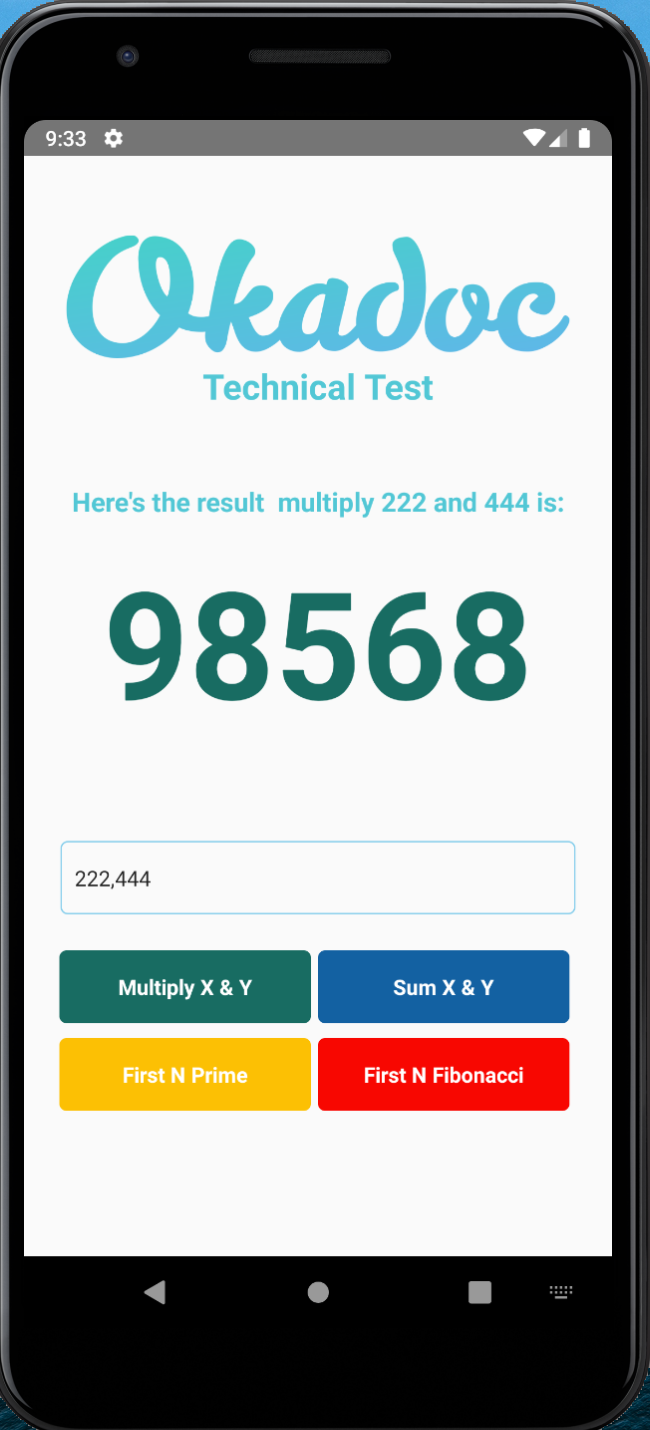 9:33
Okadoc
Technical Test
Here's the result  multiply 222 and 444 is:
98568
222,444
Multiply X & Y
Sum X & Y
First N Prime
First N Fibonacci